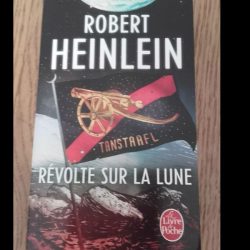 ROBERT
HEINLEIN
TANSTAAFL
RÉVOLTE SUR LA LUNE
Le Livre
de Poche